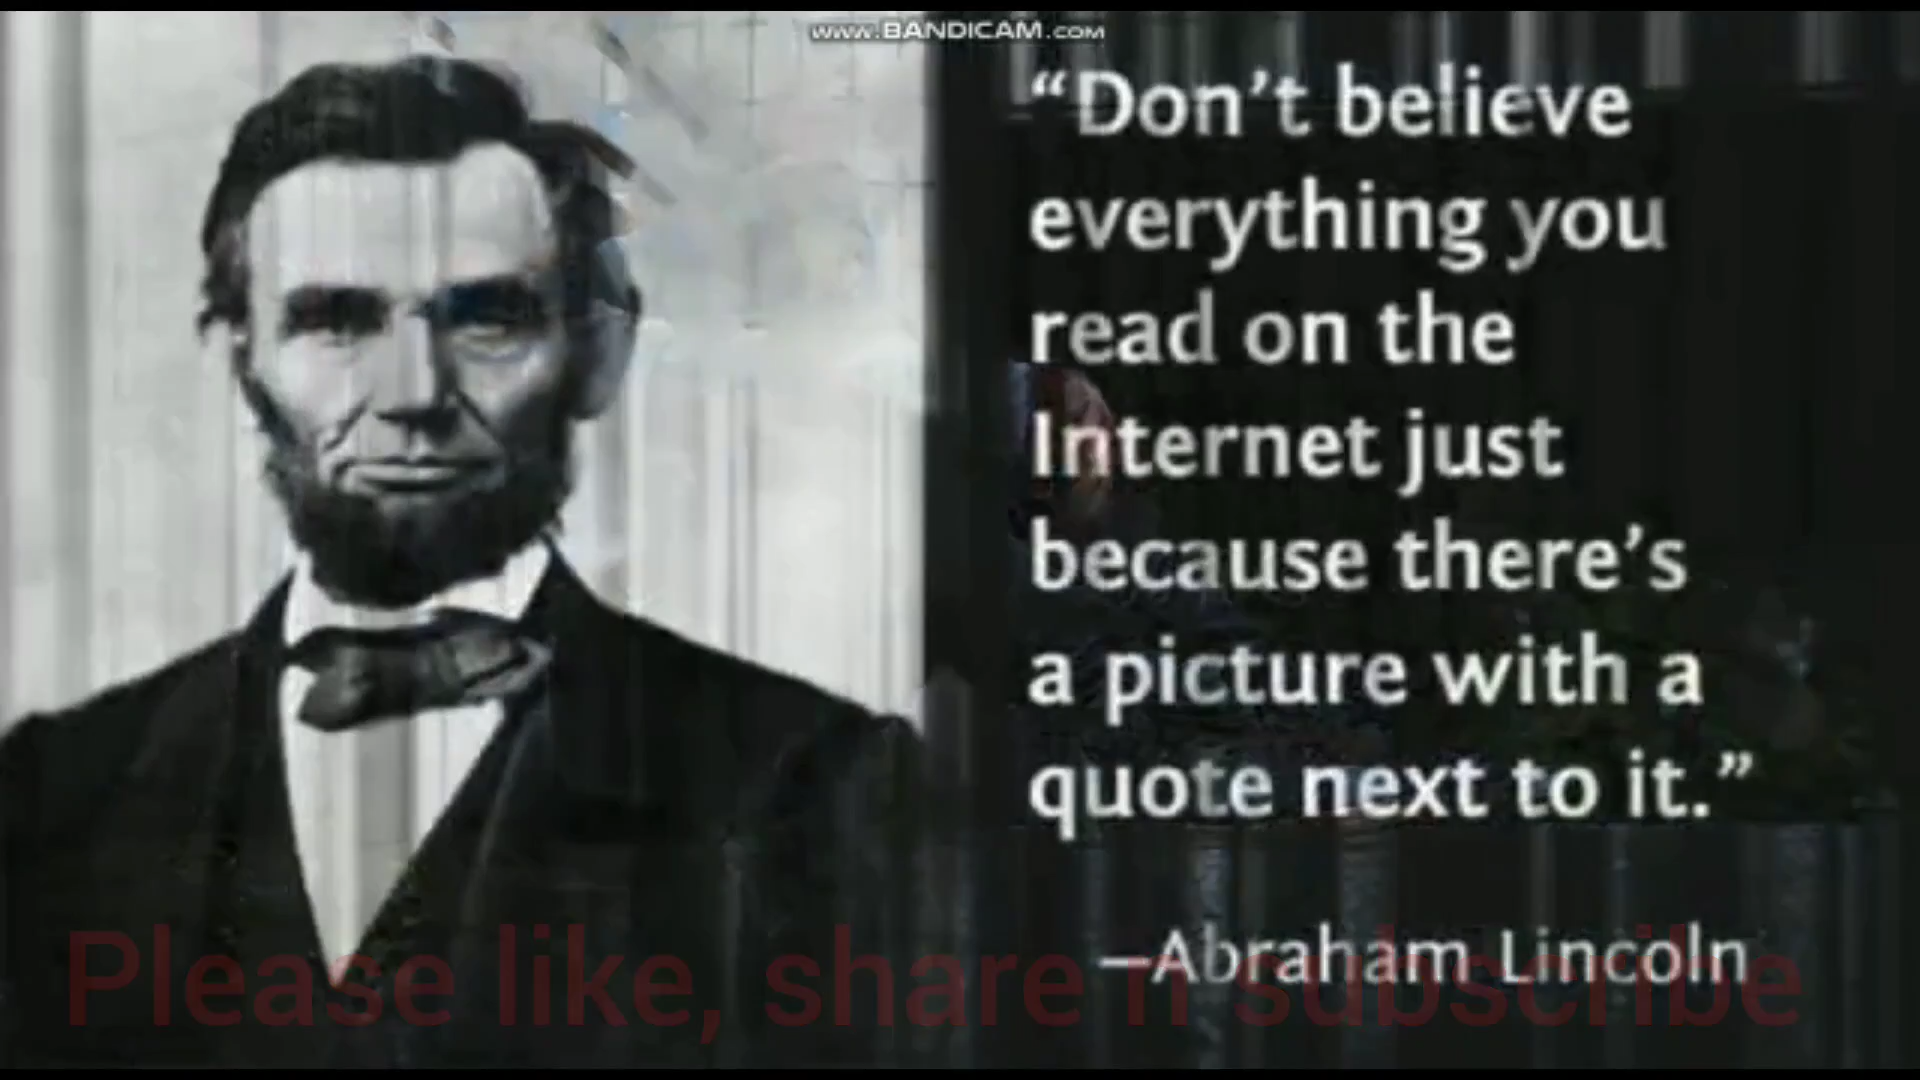 www.BANDICAM.com
“Don’t believe
everything you
read on the
Internet just
because there’s
a picture with a
quote next to it.”
—Abraham Lincoln
Please like, share n subscribe